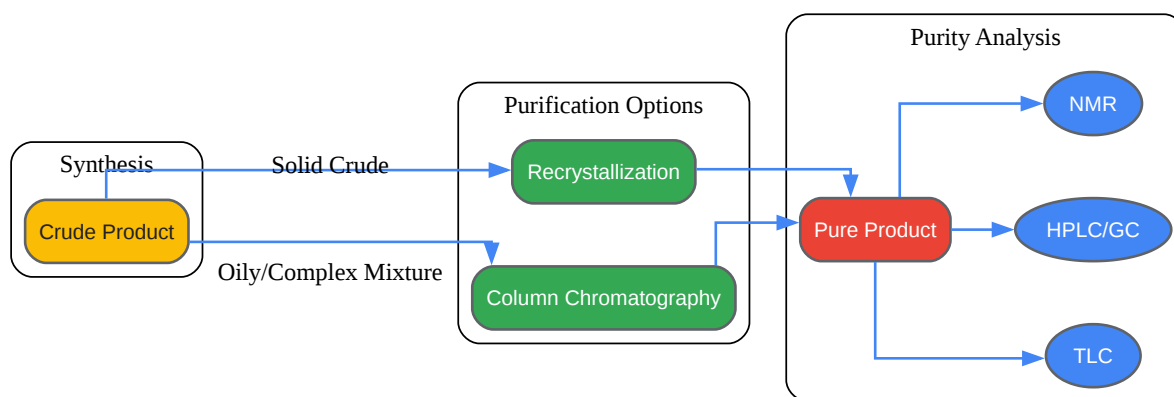 Synthesis
Crude Product
Solid Crude
Oily/Complex Mixture
Purification Options
Recrystallization
Column Chromatography
Purity Analysis
Pure Product
NMR
HPLC/GC
TLC